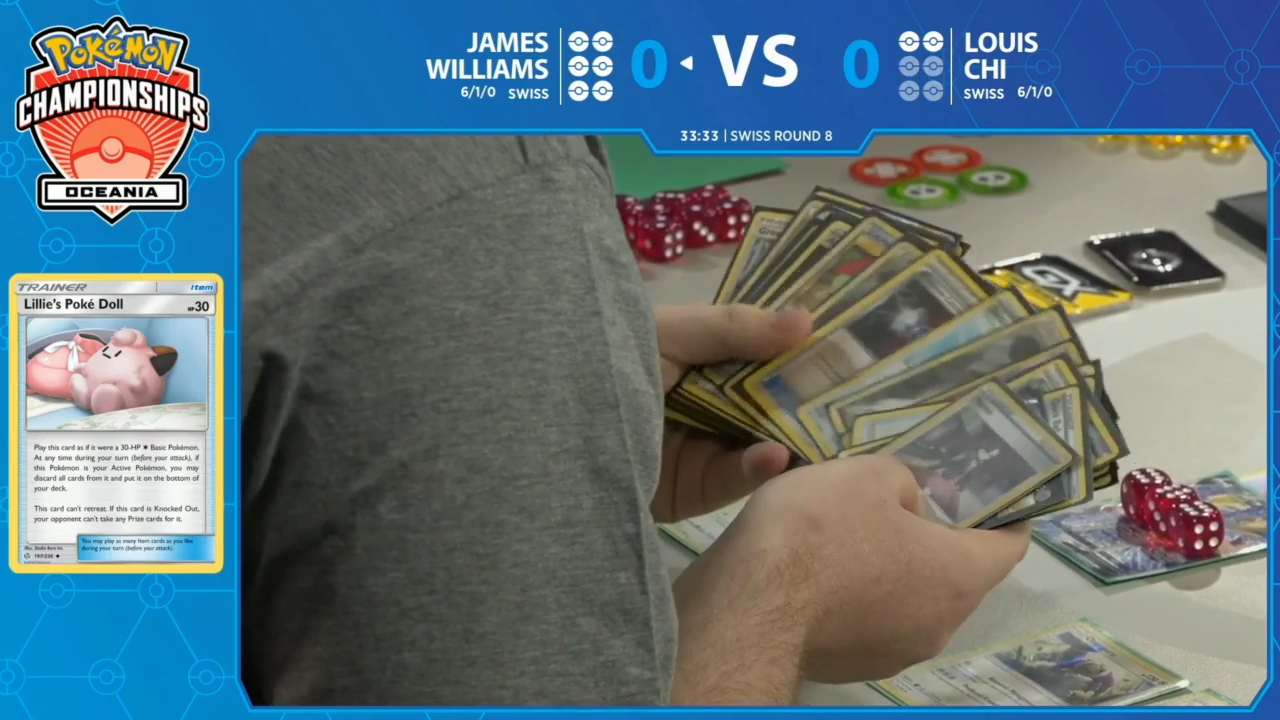 Pokémon
CHAMPIONSHIPS
OCEANIA
JAMES
WILLIAMS
6/1/0 SWISS
0
VS
0
LOUIS
CHI
SWISS 6/1/0
33:33 | SWISS ROUND 8
TRAINER
Item
Lillie's Poké Doll
HP30
Play this card as if it were a 30-HP Basic Pokémon.
At any time during your turn (before your attack), if
this Pokémon is your Active Pokémon, you may
discard all cards from it and put it on the bottom of
your deck.
This card can't retreat. If this card is Knocked Out,
your opponent can't take any Prize cards for it.
You may play as many Item cards as you like
during your turn (before your attack).
197/236
GX